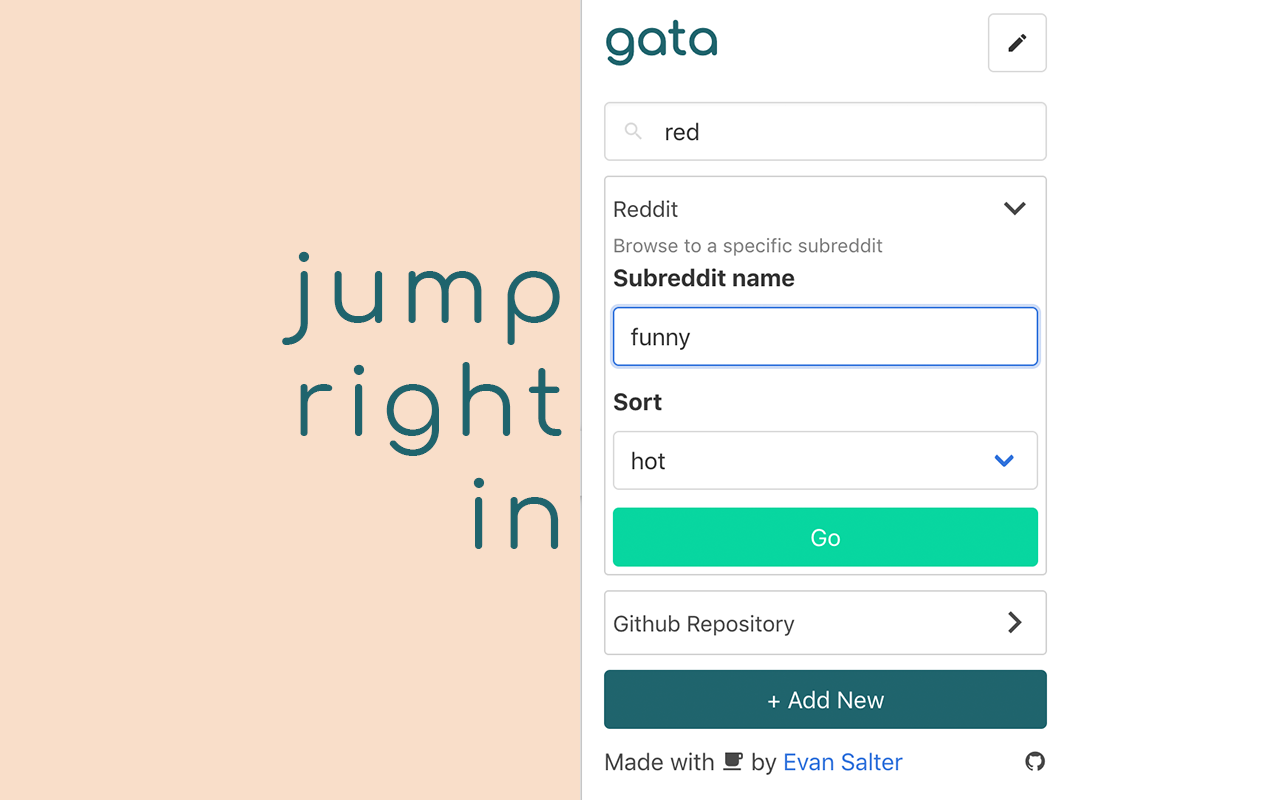 jump
right
in
gata
red
Reddit
Browse to a specific subreddit
Subreddit name
funny
Sort
hot
Go
Github Repository
+ Add New
Made with by Evan Salter